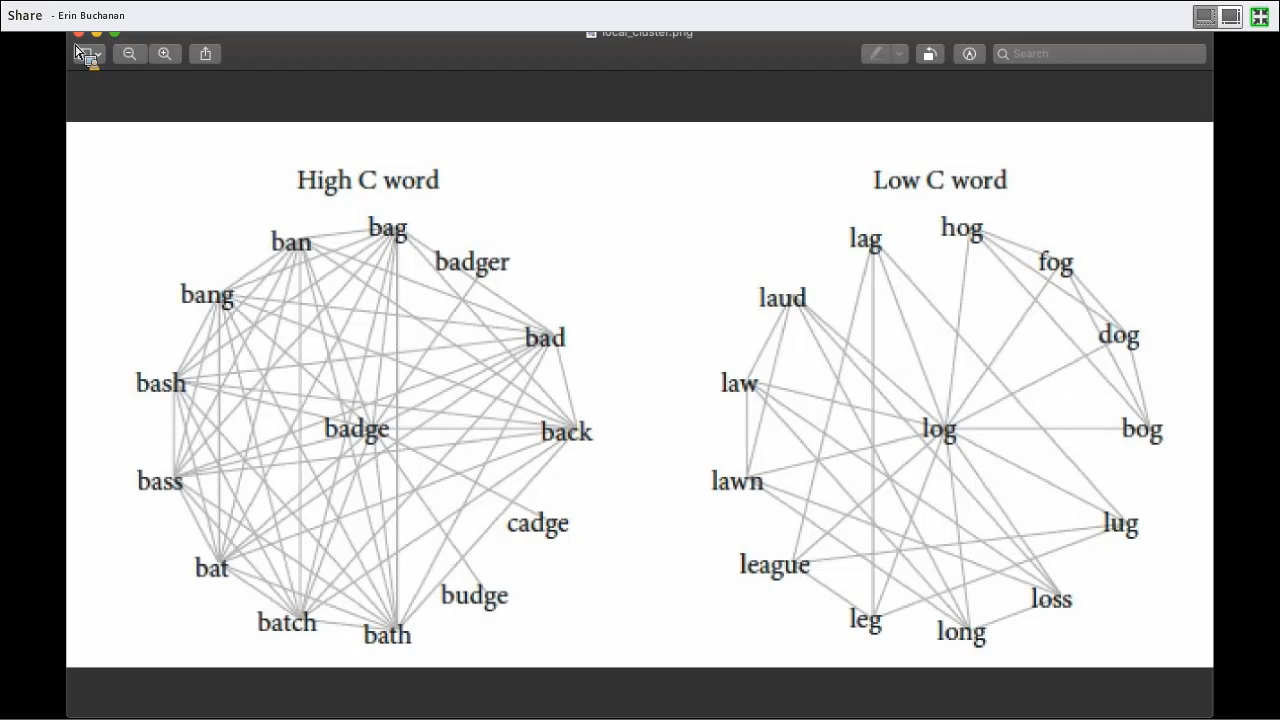 Share - Erin Buchanan
local_cluster.png
Search
High C word
Low C word
bag
ban
badger
bang
bad
bash
badge
back
bass
cadge
bat
budge
batch
bath
hog
lag
fog
laud
dog
law
log
bog
lawn
lug
league
loss
leg
long